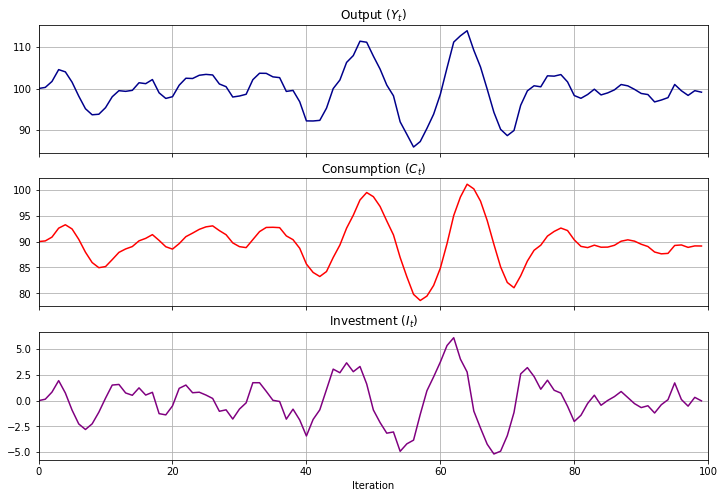 Output (Y_t)
110
100
90
Consumption (C_t)
100
95
90
85
80
Investment (I_t)
5.0
2.5
0.0
−2.5
−5.0
0 20 40 60 80 100
Iteration